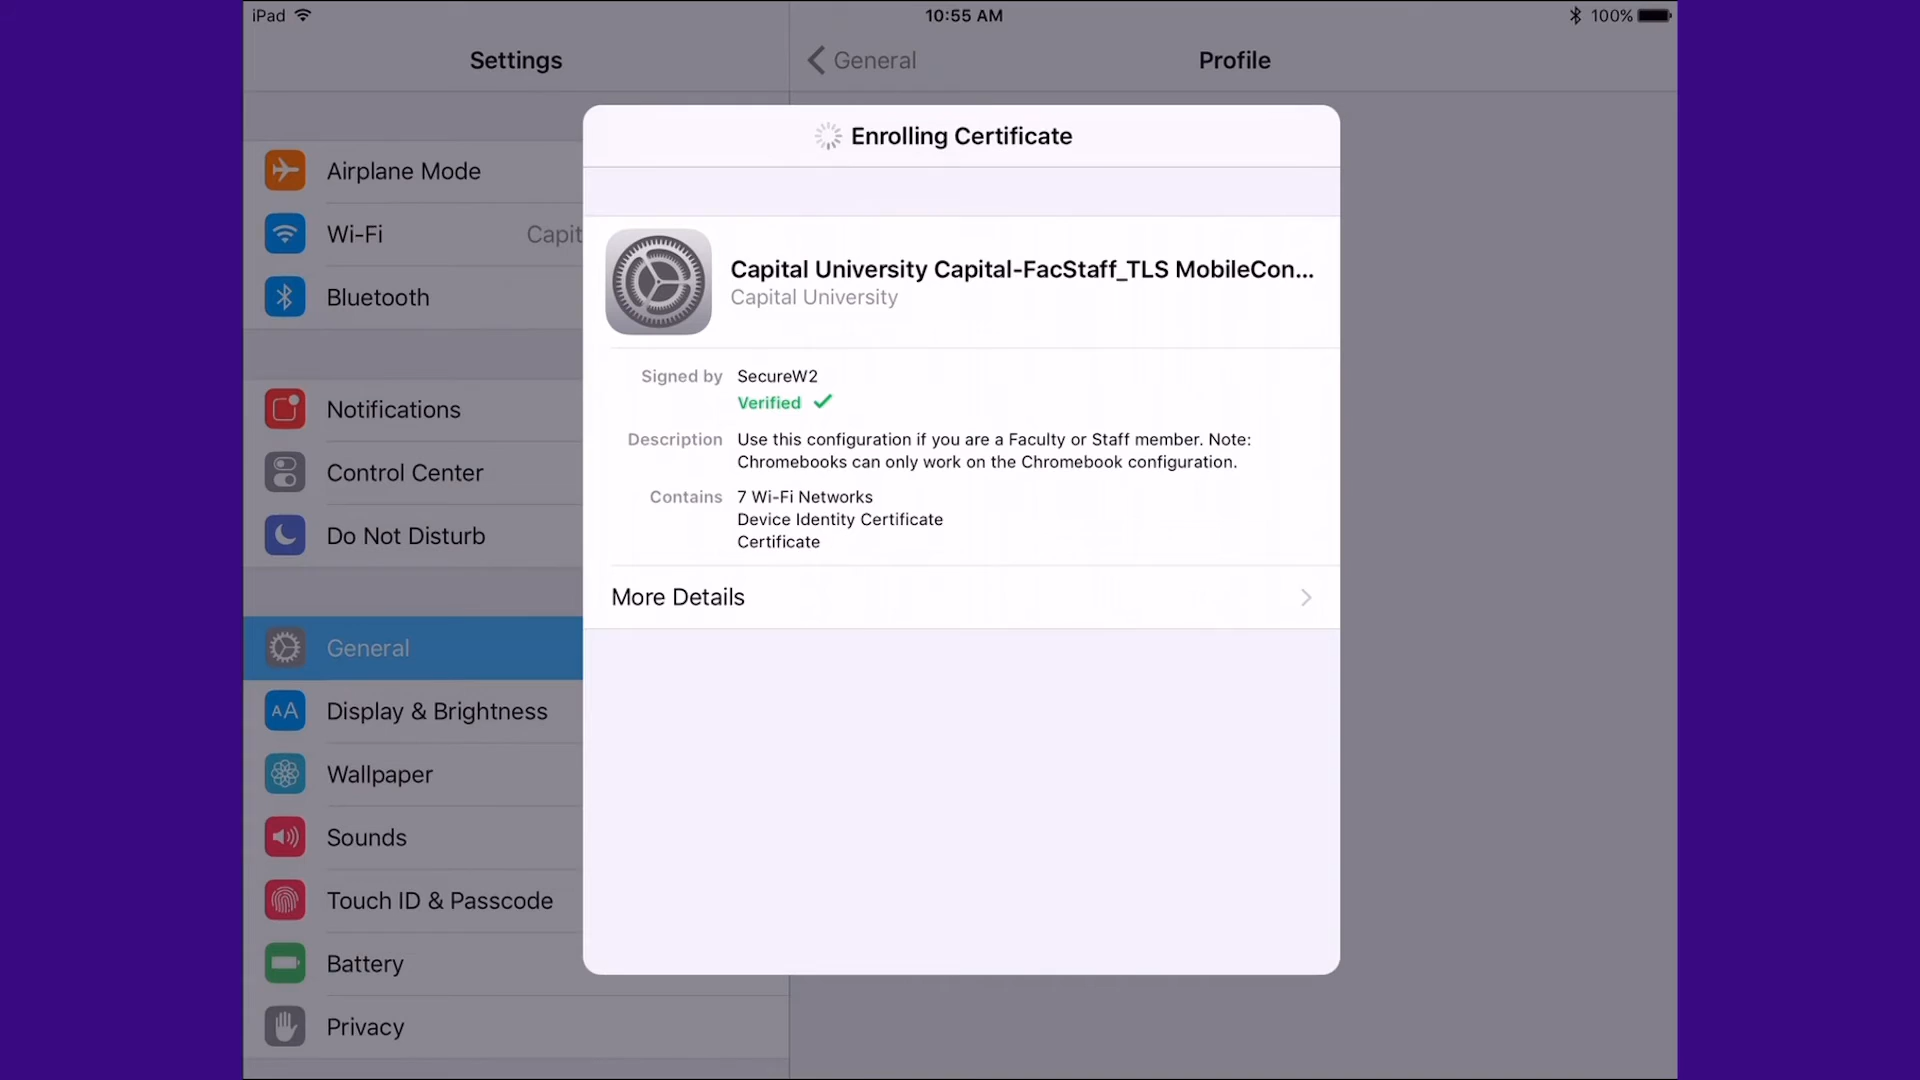 iPad
10:55 AM
100%
Settings
General
Profile
Enrolling Certificate
Airplane Mode
Wi-Fi
Capit
Bluetooth
Notifications
Control Center
Do Not Disturb
General
AA
Display & Brightness
Wallpaper
Sounds
Touch ID & Passcode
Battery
Privacy
Capital University Capital-FacStaff_TLS MobileCon...
Capital University
Signed by SecureW2
Verified
Description Use this configuration if you are a Faculty or Staff member. Note:
Chromebooks can only work on the Chromebook configuration.
Contains 7 Wi-Fi Networks
Device Identity Certificate
Certificate
More Details